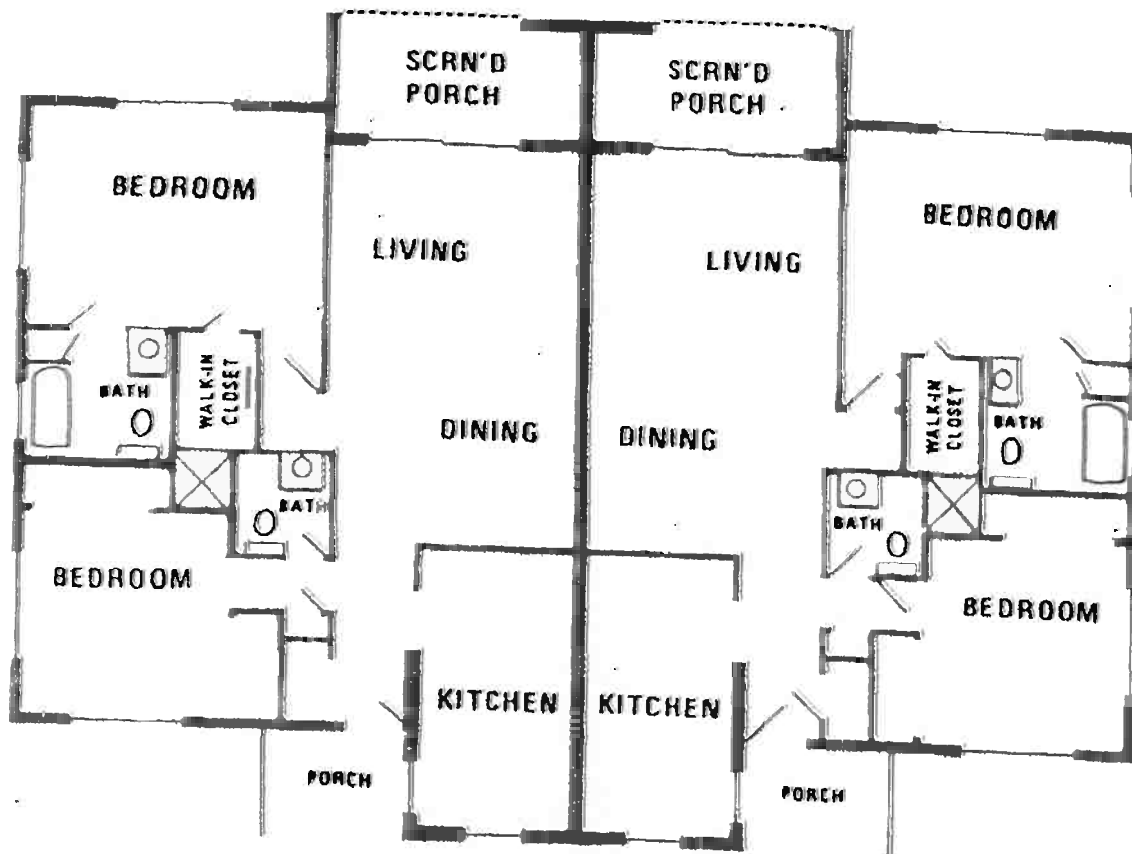 SCRN'D
PORCH
SCRN'D
PORCH
BEDROOM
BEDROOM
LIVING
LIVING
WALK-IN
CLOSET
BATH
WALK-IN
CLOSET
BATH
DINING
DINING
BATH
BATH
BEDROOM
BEDROOM
KITCHEN
KITCHEN
PORCH
PORCH